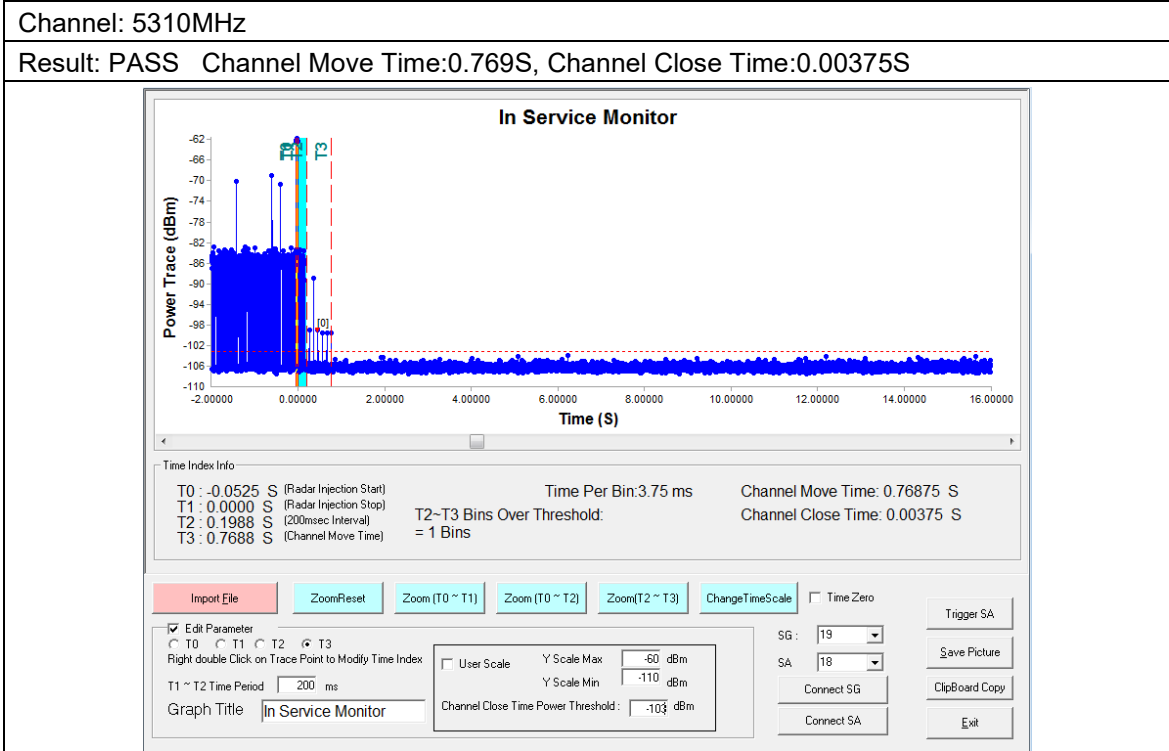 Channel: 5310MHz
Result: PASS Channel Move Time:0.769S, Channel Close Time:0.00375S
In Service Monitor
T2 T3
Power Trace (dBm)
-62
-66
-70
-74
-78
-82
-86
-90
-94
-98
-102
-106
-110
[0]
-2.00000 0.00000 2.00000 4.00000 6.00000 8.00000 10.00000 12.00000 14.00000 16.00000
Time (S)
Time Index Info
T0 : -0.0525 S (Radar Injection Start)
T1 : 0.0000 S (Radar Injection Stop)
T2 : 0.1988 S (200msec Interval)
T3 : 0.7688 S (Channel Move Time)
Time Per Bin:3.75 ms
T2~T3 Bins Over Threshold:
= 1 Bins
Channel Move Time: 0.76875 S
Channel Close Time: 0.00375 S
Import File ZoomReset Zoom (T0 ~ T1) Zoom (T0 ~ T2) Zoom(T2 ~ T3) ChangeTimeScale Time Zero
Edit Parameter
T0 T1 T2 T3
Right double Click on Trace Point to Modify Time Index
T1 ~ T2 Time Period 200 ms
Graph Title In Service Monitor
User Scale Y Scale Max -60 dBm
Y Scale Min -110 dBm
Channel Close Time Power Threshold : -103 dBm
SG : 19
SA 18
Connect SG
Connect SA
Trigger SA
Save Picture
ClipBoard Copy
Exit